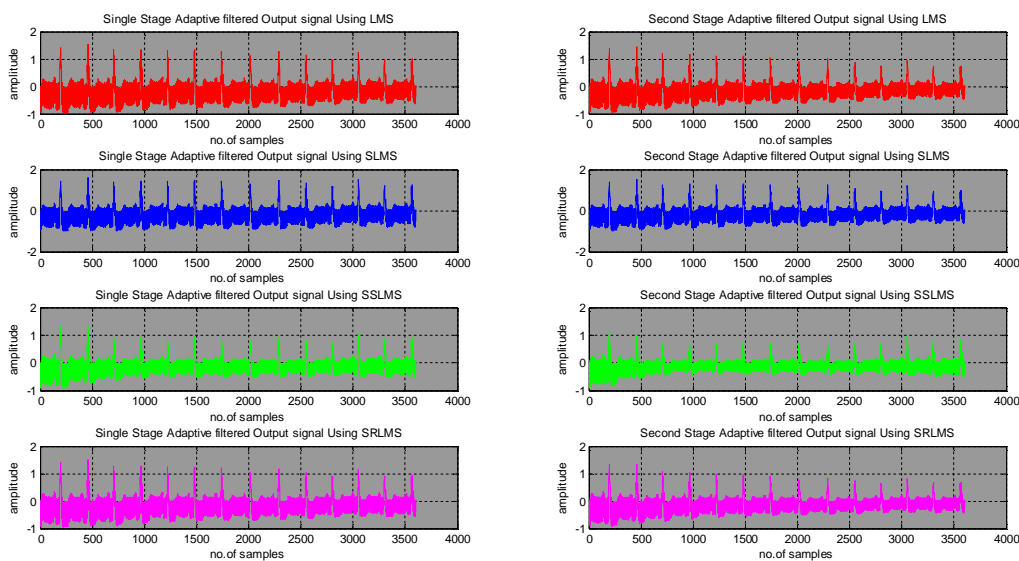 Single Stage Adaptive filtered Output signal Using LMS
2
1
0
-1
amplitude
0 500 1000 1500 2000 2500 3000 3500 4000
no.of samples
Second Stage Adaptive filtered Output signal Using LMS
2
1
0
-1
amplitude
0 500 1000 1500 2000 2500 3000 3500 4000
no.of samples
Single Stage Adaptive filtered Output signal Using SLMS
2
0
-2
amplitude
0 500 1000 1500 2000 2500 3000 3500 4000
no.of samples
Second Stage Adaptive filtered Output signal Using SLMS
2
0
-2
amplitude
0 500 1000 1500 2000 2500 3000 3500 4000
no.of samples
Single Stage Adaptive filtered Output signal Using SSLMS
2
1
0
-1
amplitude
0 500 1000 1500 2000 2500 3000 3500 4000
no.of samples
Second Stage Adaptive filtered Output signal Using SSLMS
2
1
0
-1
amplitude
0 500 1000 1500 2000 2500 3000 3500 4000
no.of samples
Single Stage Adaptive filtered Output signal Using SRLMS
2
1
0
-1
amplitude
0 500 1000 1500 2000 2500 3000 3500 4000
no.of samples
Second Stage Adaptive filtered Output signal Using SRLMS
2
1
0
-1
amplitude
0 500 1000 1500 2000 2500 3000 3500 4000
no.of samples